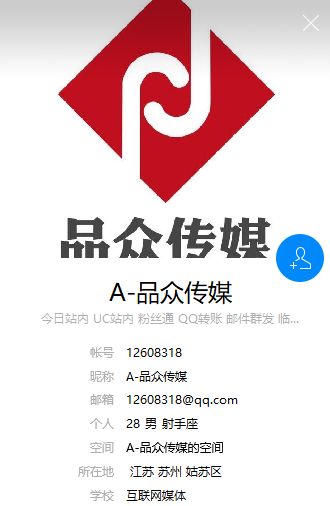 品众传媒
A-品众传媒
今日站内 UC站内 粉丝通 QQ转账 邮件群发 临...
帐号 12608318
昵称 A-品众传媒
邮箱 12608318@qq.com
个人 28 男 射手座
空间 A-品众传媒的空间
所在地 江苏 苏州 姑苏区
学校 互联网媒体